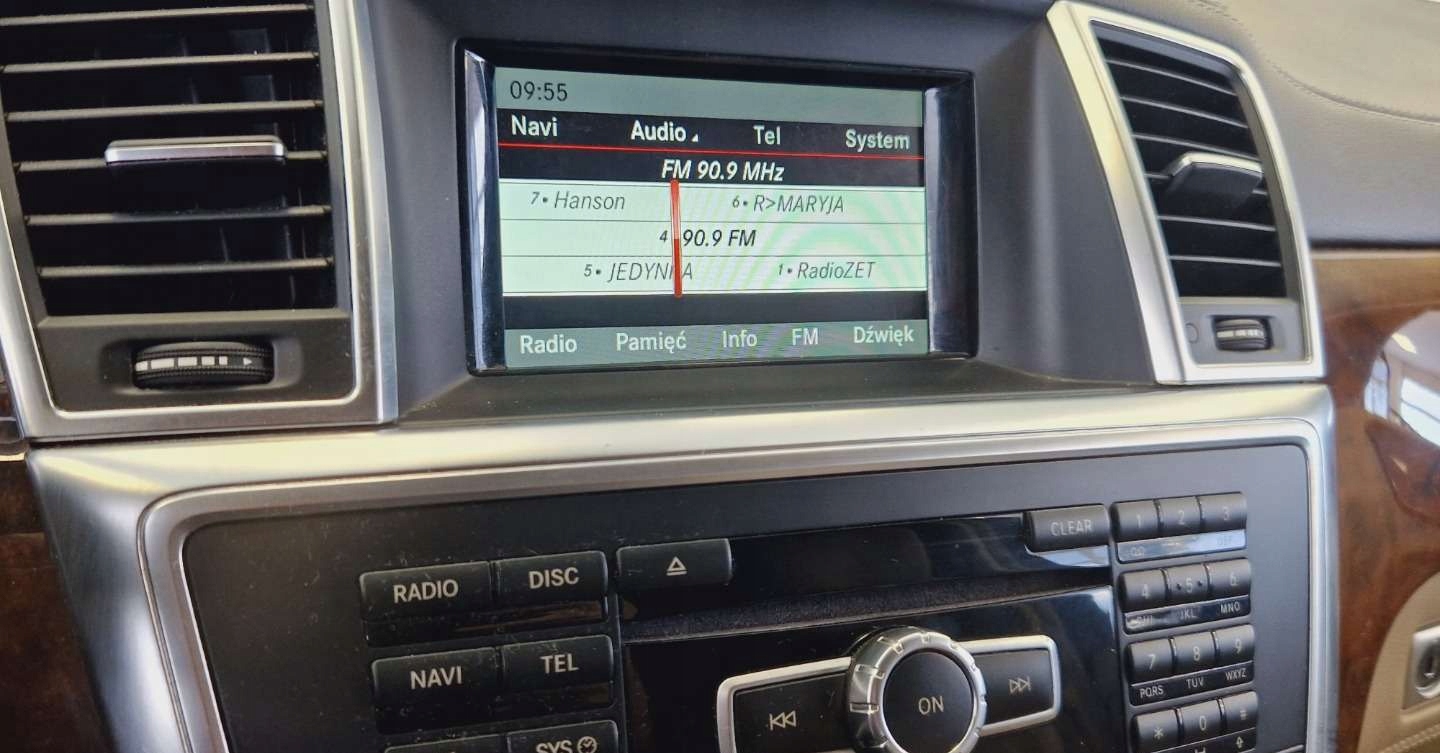 09:55
Navi Audio Tel System
FM 90.9 MHz
7• Hanson 6• R>MARYJA
4 90.9 FM
5• JEDYNKA 1• RadioZET
Radio Pamięć Info FM Dźwięk
CLEAR 1 2 3
RADIO DISC
4 5 6
JKL MNO
NAVI TEL
7 8 9
PQRS TUV WXYZ
ON
* 0
SYS